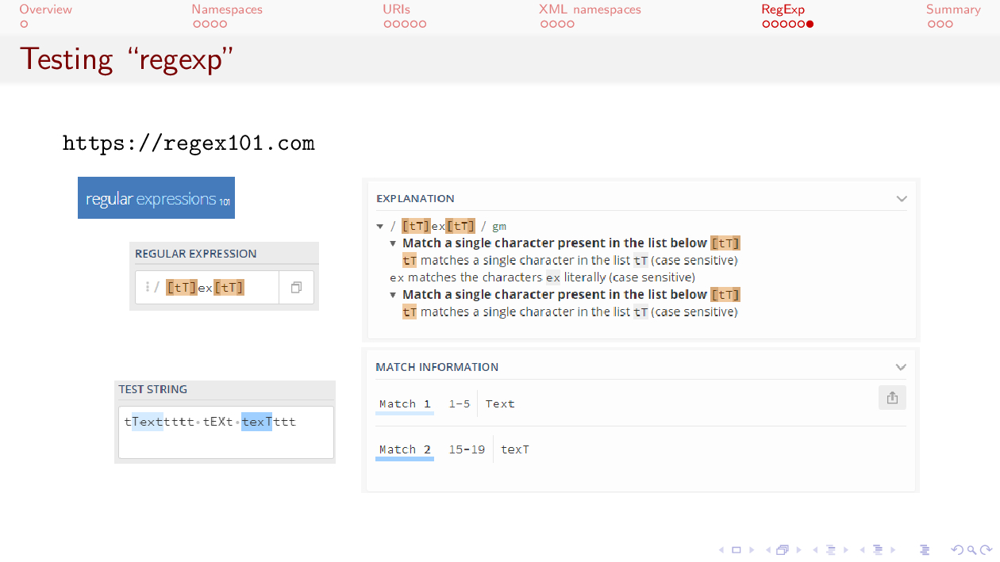 Overview Namespaces URIs XML namespaces RegExp Summary
Testing “regexp”
https://regex101.com
regular expressions 101
REGULAR EXPRESSION
/ [tT]ex[tT]
TEST STRING
tTexttttt·tEXt·texTttt
EXPLANATION
/ [tT]ex[tT] / gm
Match a single character present in the list below [tT]
tT matches a single character in the list tT (case sensitive)
ex matches the characters ex literally (case sensitive)
Match a single character present in the list below [tT]
tT matches a single character in the list tT (case sensitive)
MATCH INFORMATION
Match 1 1-5 Text
Match 2 15-19 texT